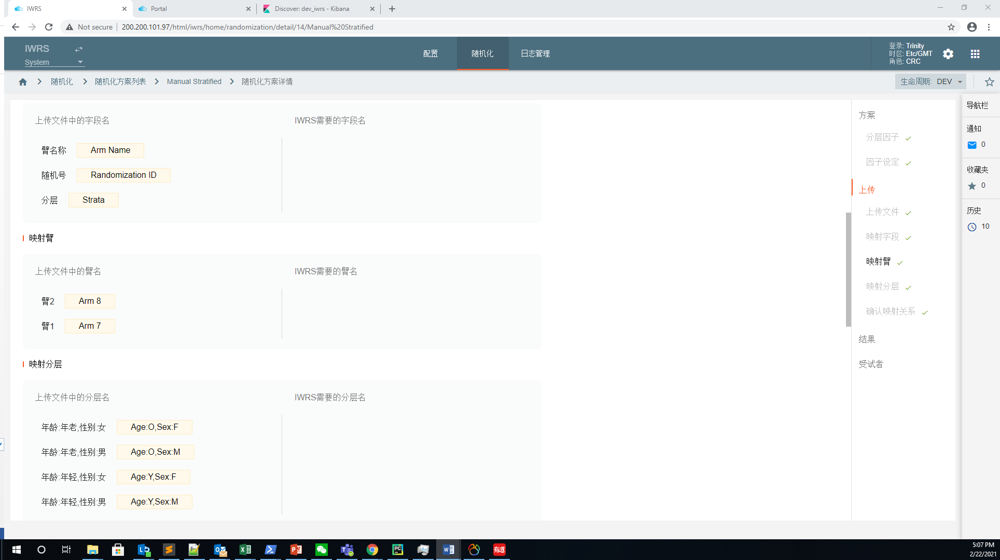 IWRS
Portal
Discover: dev_iwrs - Kibana
Not secure
200.200.101.97/html/iwrs/home/randomization/detail/14/Manual%20Stratified
IWRS
System
配置
随机化
日志管理
登录: Trinity
时区: Etc/GMT
角色: CRC
随机化
随机化方案列表
Manual Stratified
随机化方案详情
生命周期: DEV
上传文件中的字段名
IWRS需要的字段名
臂名称 Arm Name
随机号 Randomization ID
分层 Strata
映射臂
上传文件中的臂名
IWRS需要的臂名
臂2 Arm 8
臂1 Arm 7
映射分层
上传文件中的分层名
IWRS需要的分层名
年龄:年老,性别:女 Age:O,Sex:F
年龄:年老,性别:男 Age:O,Sex:M
年龄:年轻,性别:女 Age:Y,Sex:F
年龄:年轻,性别:男 Age:Y,Sex:M
方案
分层因子
因子设定
上传
上传文件
映射字段
映射臂
映射分层
确认映射关系
结果
受试者
导航栏
通知
0
收藏夹
0
历史
10
有道
5:07 PM
2/22/2021